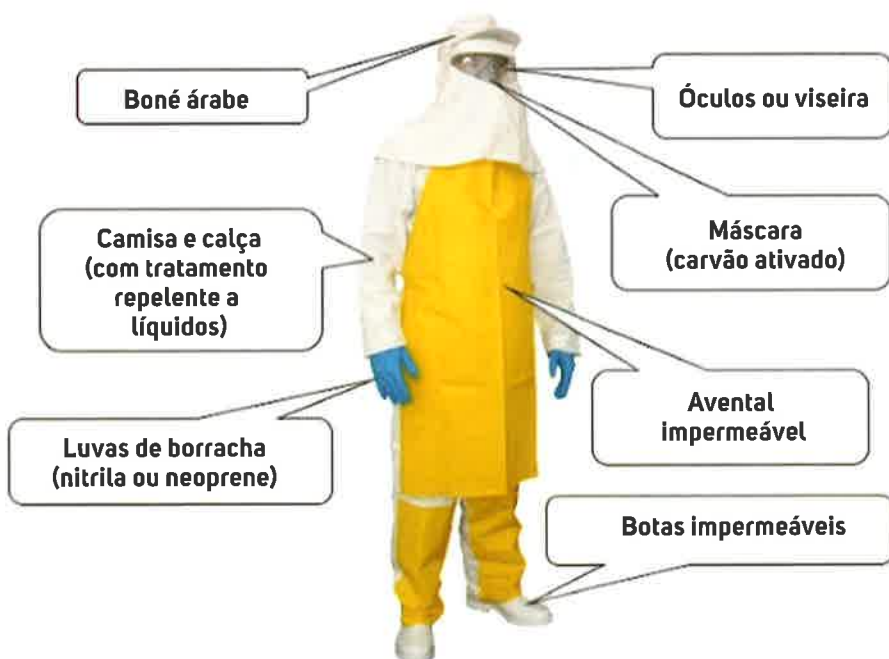 Boné árabe
Óculos ou viseira
Camisa e calça
(com tratamento
repelente a
líquidos)
Máscara
(carvão ativado)
Luvas de borracha
(nitrila ou neoprene)
Avental
impermeável
Botas impermeáveis